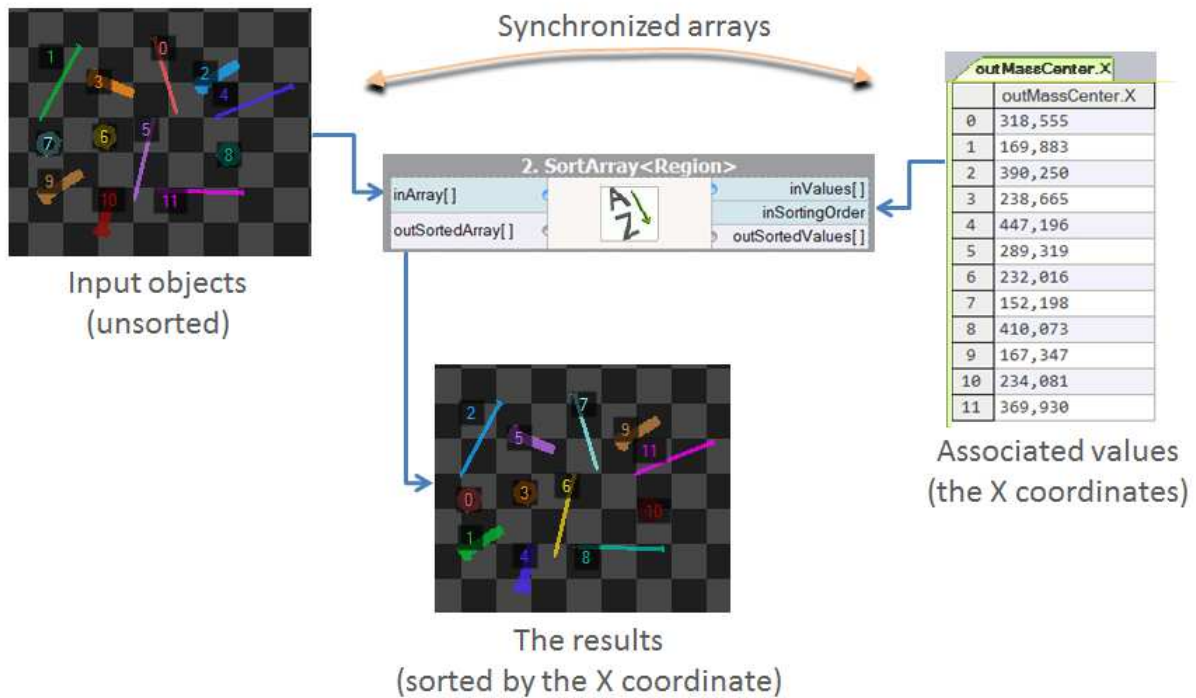 Synchronized arrays
1
0
3
2
4
7
6
5
8
9
10
11
Input objects
(unsorted)
2. SortArray<Region>
inArray[]
outSortedArray[]
inValues[]
inSortingOrder
outSortedValues[]
A
Z
outMassCenter.X
outMassCenter.X
0 318,555
1 169,883
2 390,250
3 238,665
4 447,196
5 289,319
6 232,016
7 152,198
8 410,073
9 167,347
10 234,081
11 369,930
Associated values
(the X coordinates)
2
7
5
9
11
0
3
6
10
1
4
8
The results
(sorted by the X coordinate)